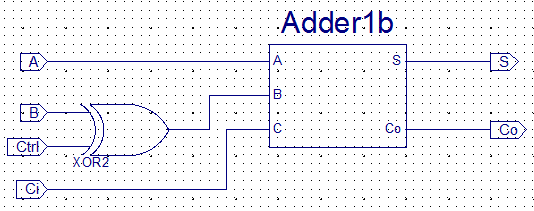 Adder1b
A A S S
B B
Ctrl C Co Co
XOR2
Ci